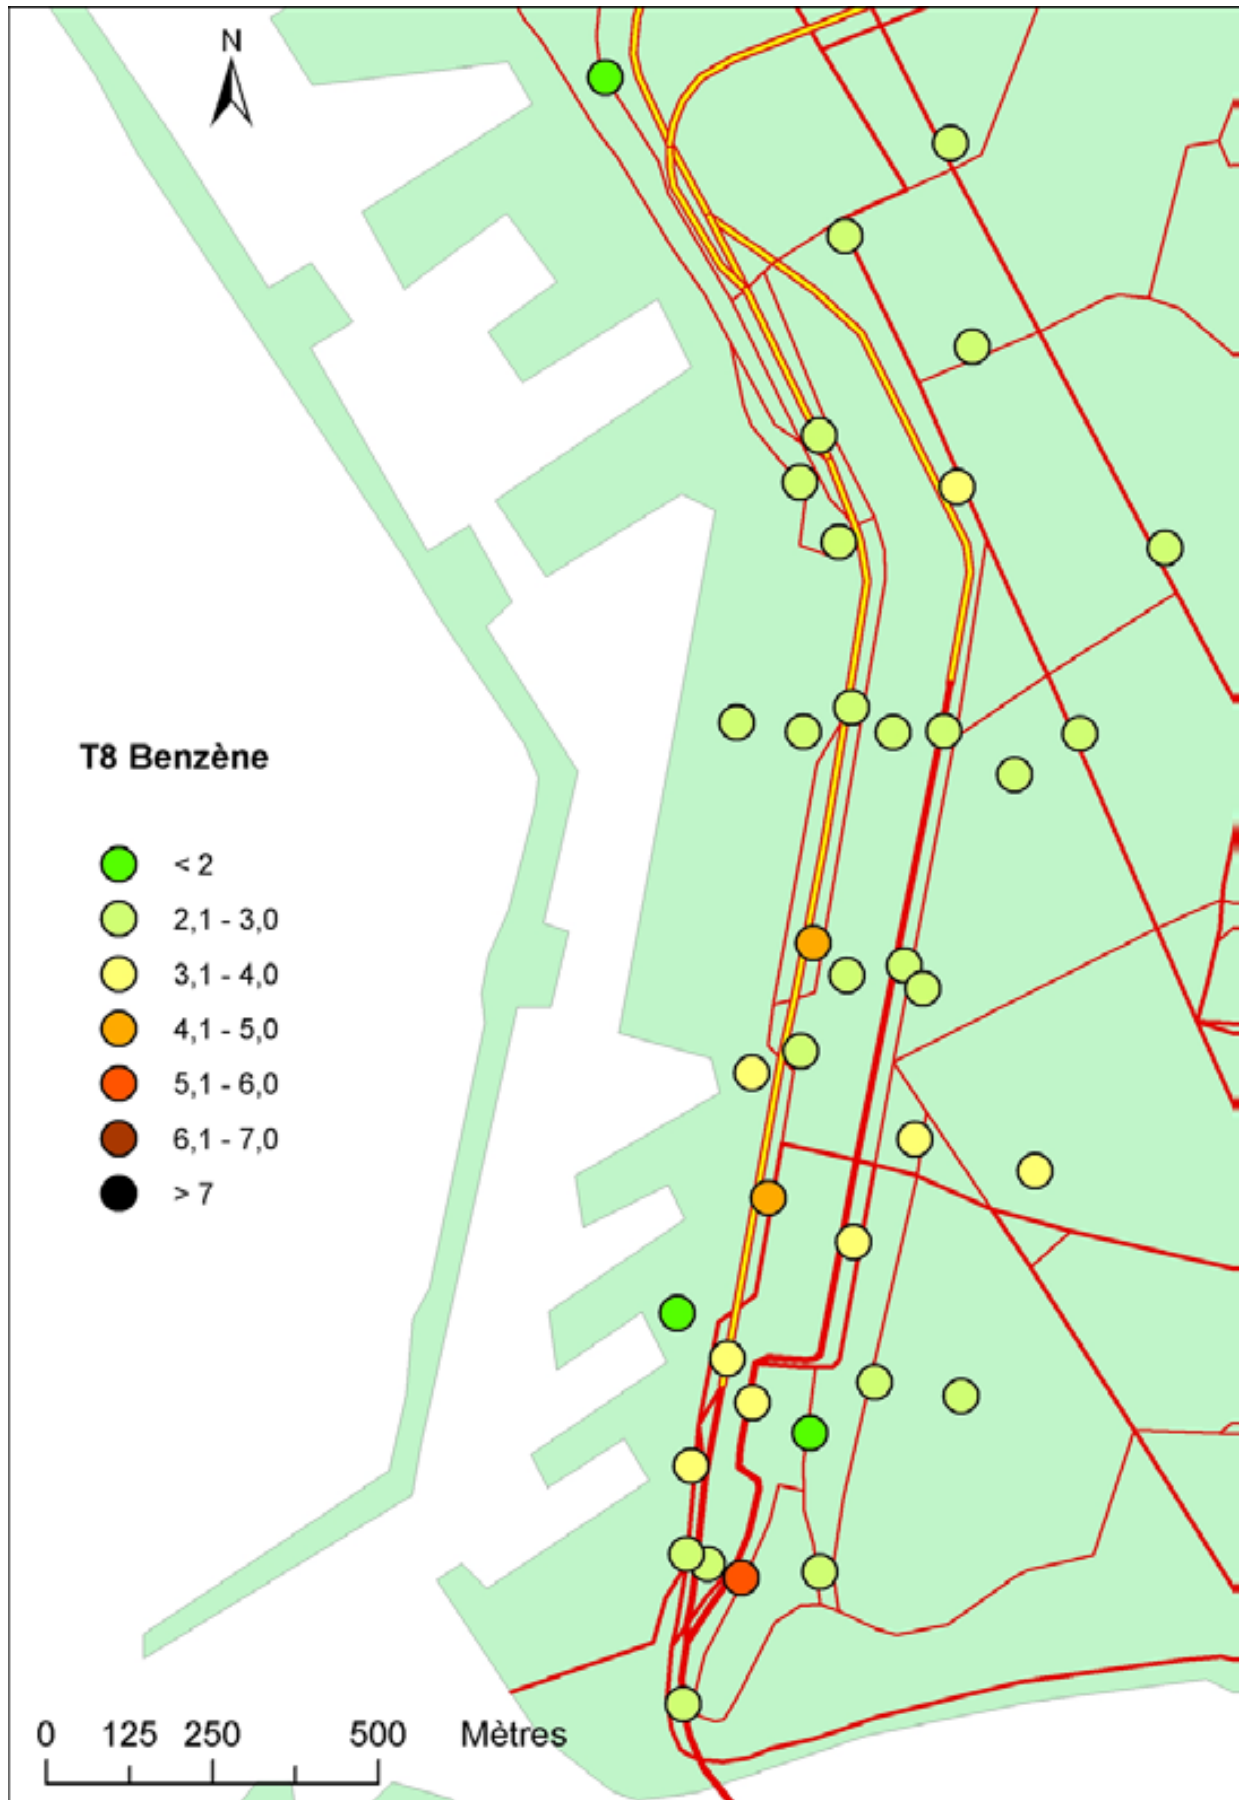 N
T8 Benzène
< 2
2,1 - 3,0
3,1 - 4,0
4,1 - 5,0
5,1 - 6,0
6,1 - 7,0
> 7
0 125 250 500 Mètres